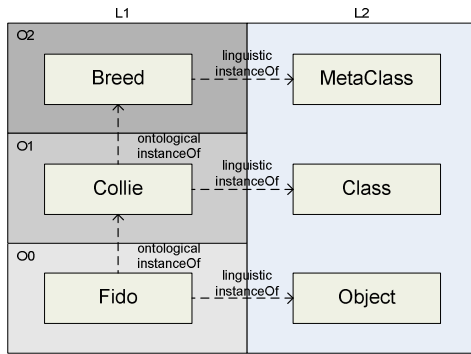 L1 L2
O2
linguistic
instanceOf
Breed MetaClass
ontological
instanceOf
O1
linguistic
instanceOf
Collie Class
ontological
instanceOf
O0
linguistic
instanceOf
Fido Object